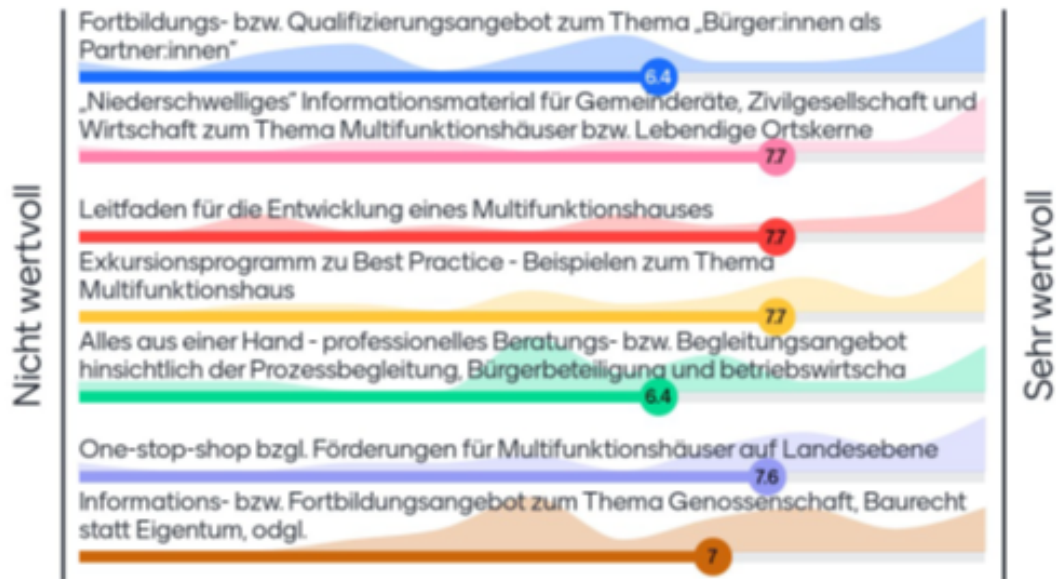 Nicht wertvoll
Fortbildungs- bzw. Qualifizierungsangebot zum Thema „Bürger:innen als
Partner:innen"
6.4
„Niederschwelliges" Informationsmaterial für Gemeinderäte, Zivilgesellschaft und
Wirtschaft zum Thema Multifunktionshäuser bzw. Lebendige Ortskerne
7.7
Leitfaden für die Entwicklung eines Multifunktionshauses
7.7
Exkursionsprogramm zu Best Practice - Beispielen zum Thema
Multifunktionshaus
7.7
Alles aus einer Hand - professionelles Beratungs- bzw. Begleitungsangebot
hinsichtlich der Prozessbegleitung, Bürgerbeteiligung und betriebswirtscha
6.4
One-stop-shop bzgl. Förderungen für Multifunktionshäuser auf Landesebene
7.6
Informations- bzw. Fortbildungsangebot zum Thema Genossenschaft, Baurecht
statt Eigentum, odgl.
7
Sehr wertvoll